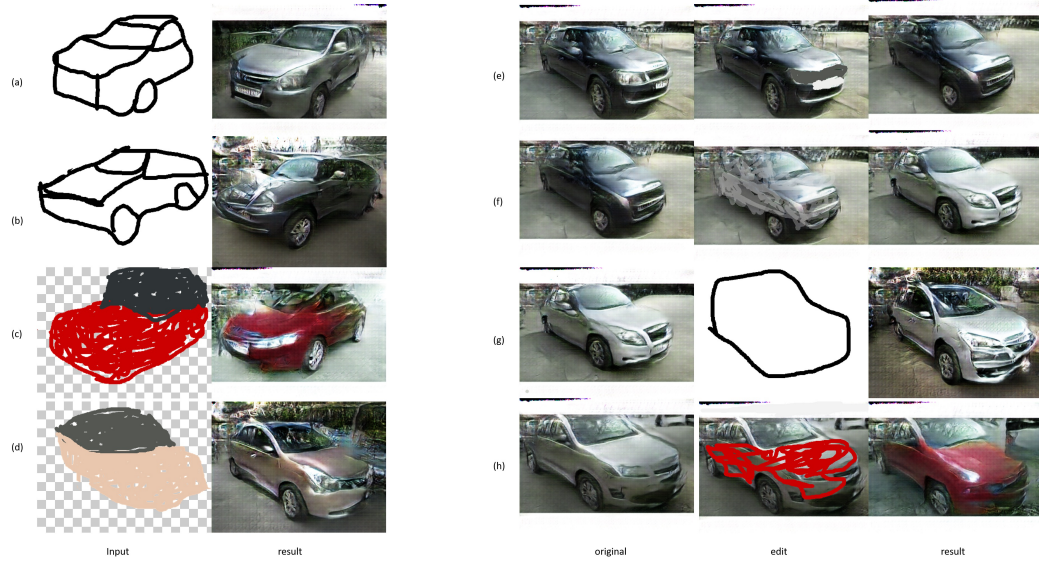 (a)
(b)
(c)
(d)
Input
result
(e)
(f)
(g)
(h)
original
edit
result